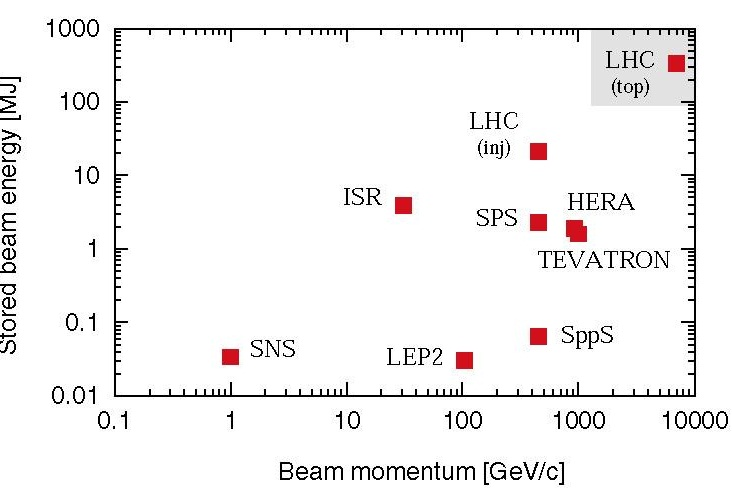 1000
100
10
1
0.1
0.01
Stored beam energy [MJ]
LHC
(top)
LHC
(inj)
ISR
SPS
HERA
TEVATRON
SNS
LEP2
SppS
0.1
1
10
100
1000
10000
Beam momentum [GeV/c]